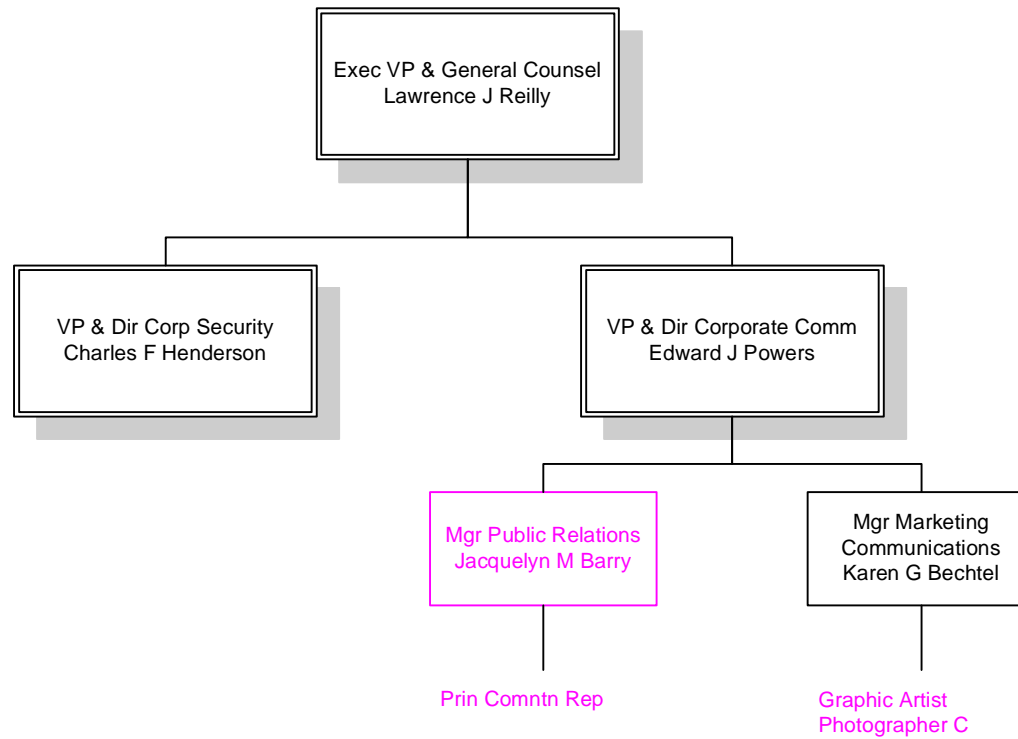 Exec VP & General Counsel
Lawrence J Reilly
VP & Dir Corp Security
Charles F Henderson
VP & Dir Corporate Comm
Edward J Powers
Mgr Public Relations
Jacquelyn M Barry
Mgr Marketing
Communications
Karen G Bechtel
Prin Comntn Rep
Graphic Artist
Photographer C